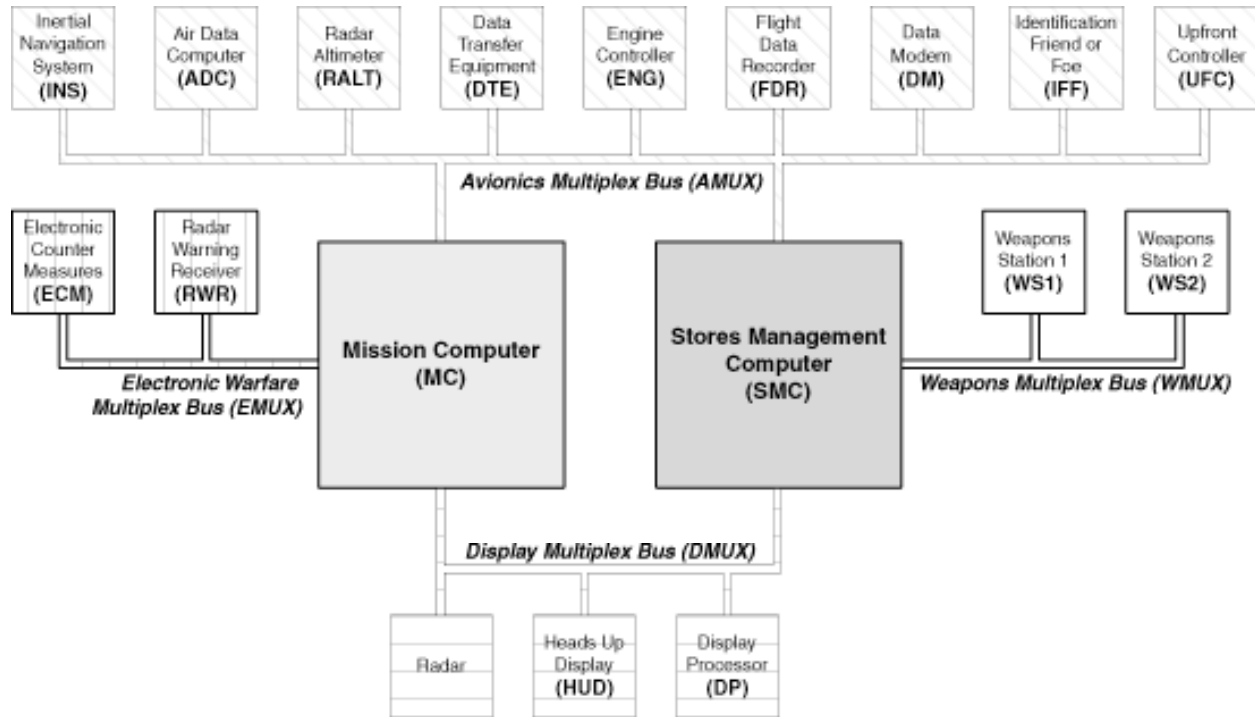 Inertial
Navigation
System
(INS)
Air Data
Computer
(ADC)
Radar
Altimeter
(RALT)
Data
Transfer
Equipment
(DTE)
Engine
Controller
(ENG)
Flight
Data
Recorder
(FDR)
Data
Modem
(DM)
Identification
Friend or
Foe
(IFF)
Upfront
Controller
(UFC)
Avionics Multiplex Bus (AMUX)
Electronic
Counter
Measures
(ECM)
Radar
Warning
Receiver
(RWR)
Mission Computer
(MC)
Stores Management
Computer
(SMC)
Weapons
Station 1
(WS1)
Weapons
Station 2
(WS2)
Electronic Warfare
Multiplex Bus (EMUX)
Weapons Multiplex Bus (WMUX)
Display Multiplex Bus (DMUX)
Radar
Heads Up
Display
(HUD)
Display
Processor
(DP)